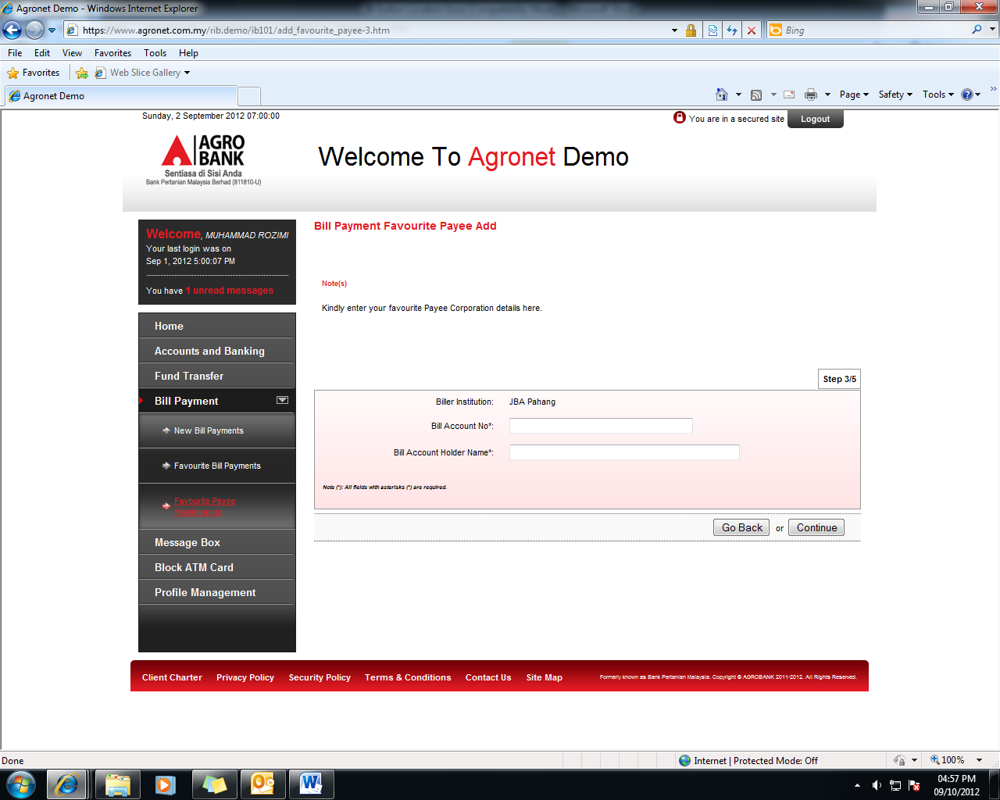 Agronet Demo - Windows Internet Explorer
https://www.agronet.com.my/rib.demo/ib101/add_favourite_payee-3.htm
Bing
File Edit View Favorites Tools Help
Favorites Web Slice Gallery
Agronet Demo
Page Safety Tools
Sunday, 2 September 2012 07:00:00
You are in a secured site Logout
AGRO
BANK
Sentiasa di Sisi Anda
Bank Pertanian Malaysia Berhad (811810-U)
Welcome To Agronet Demo
Welcome, MUHAMMAD ROZIMI
Your last login was on
Sep 1, 2012 5:00:07 PM
You have 1 unread messages
Home
Accounts and Banking
Fund Transfer
Bill Payment
New Bill Payments
Favourite Bill Payments
Favourite Payee
Maintenance
Message Box
Block ATM Card
Profile Management
Bill Payment Favourite Payee Add
Note(s)
Kindly enter your favourite Payee Corporation details here.
Step 3/5
Biller Institution: JBA Pahang
Bill Account No*:
Bill Account Holder Name*:
Note (*): All fields with asterisks (*) are required.
Go Back or Continue
Client Charter Privacy Policy Security Policy Terms & Conditions Contact Us Site Map
Formerly known as Bank Pertanian Malaysia. Copyright © AGROBANK 2011-2012. All Rights Reserved.
Done
Internet | Protected Mode: Off
100%
04:57 PM
09/10/2012